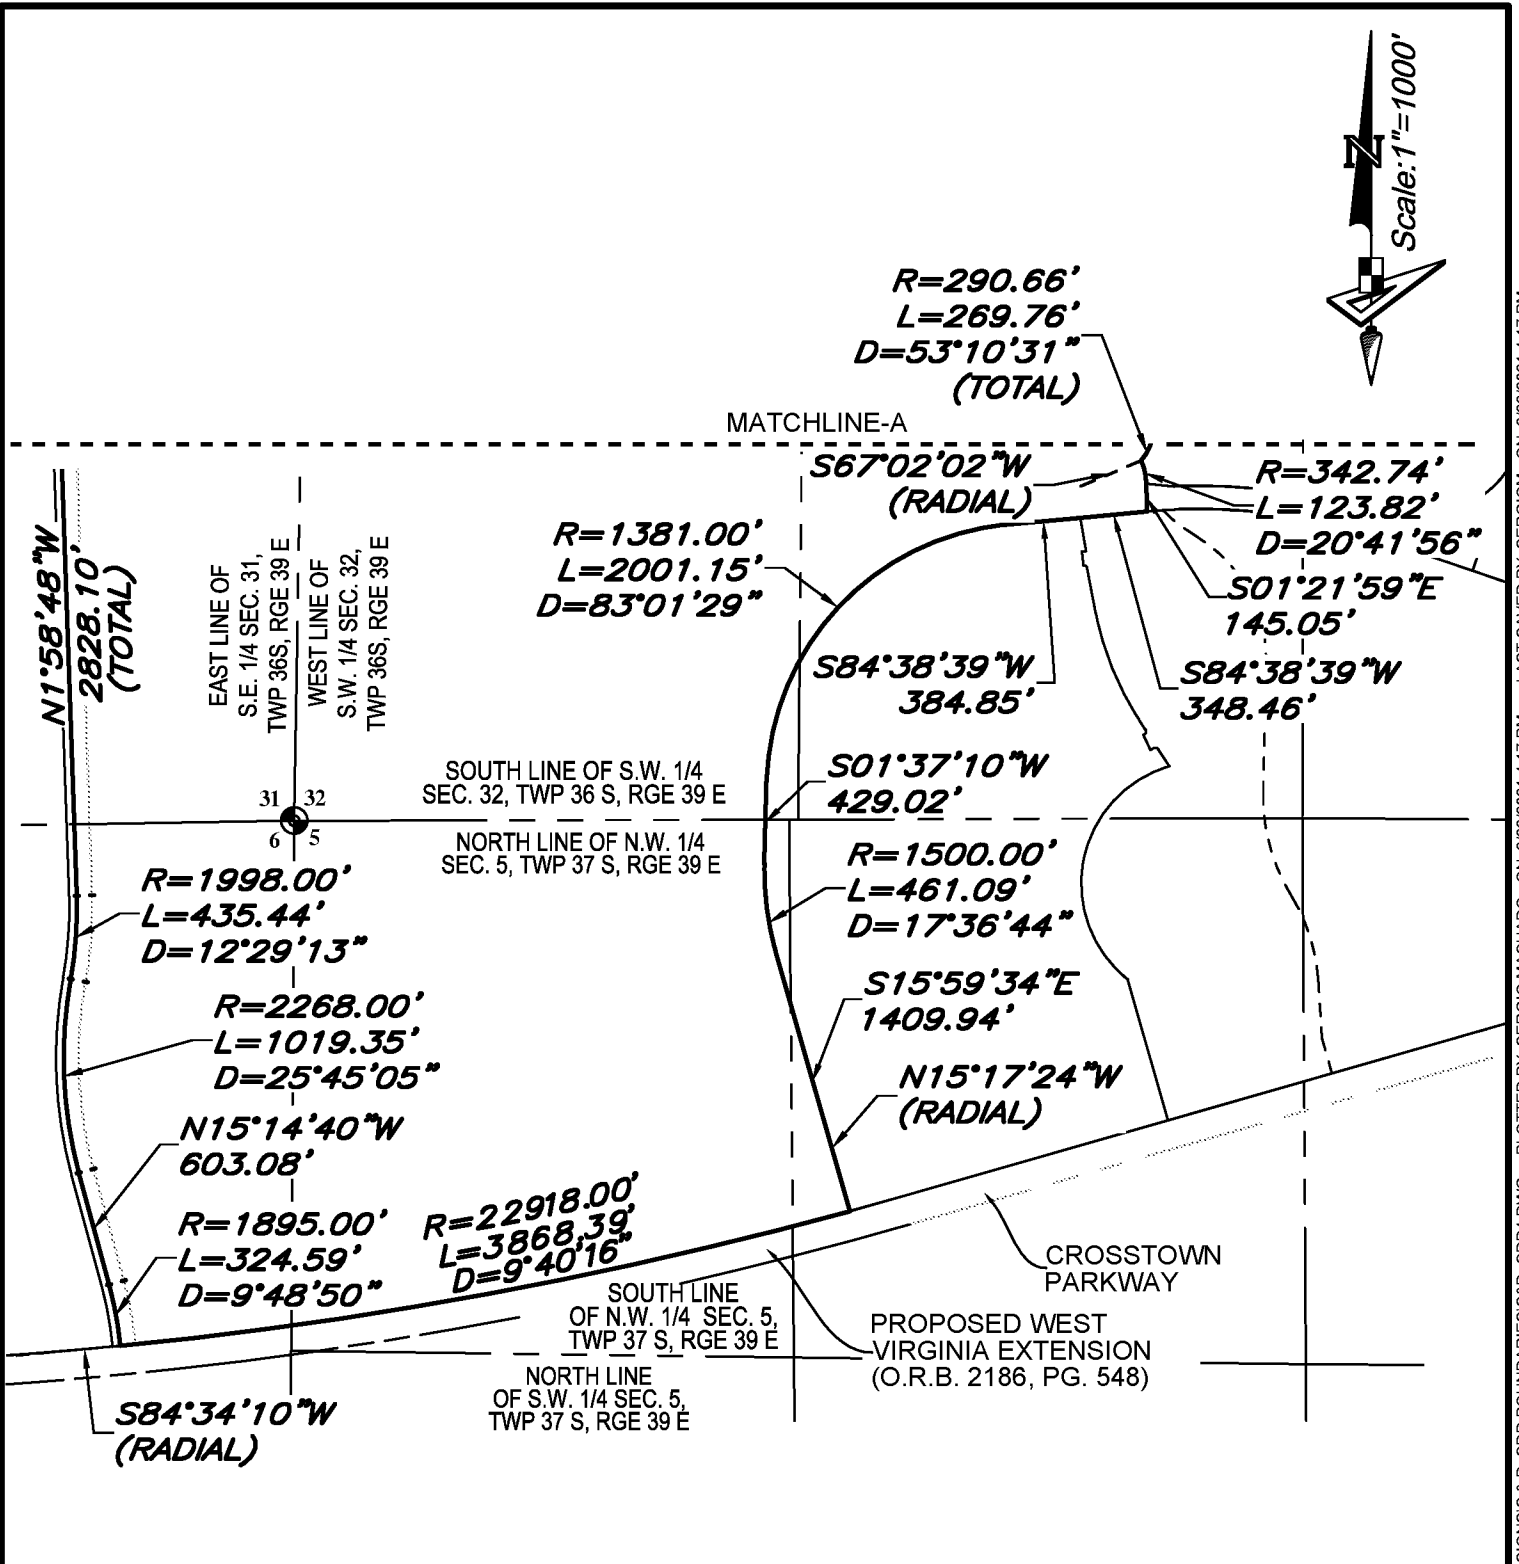 N
Scale:1"=1000'
R=290.66'
L=269.76'
D=53°10'31"
(TOTAL)
MATCHLINE-A
S67°02'02"W
(RADIAL)
R=342.74'
L=123.82'
D=20°41'56"
S01°21'59"E
145.05'
R=1381.00'
L=2001.15'
D=83°01'29"
N1°58'48"W
2828.10'
(TOTAL)
EAST LINE OF
S.E. 1/4 SEC. 31,
TWP 36S, RGE 39 E
WEST LINE OF
S.W. 1/4 SEC. 32,
TWP 36S, RGE 39 E
S84°38'39"W
384.85'
S84°38'39"W
348.46'
SOUTH LINE OF S.W. 1/4
SEC. 32, TWP 36 S, RGE 39 E
S01°37'10"W
429.02'
31 32
6 5
NORTH LINE OF N.W. 1/4
SEC. 5, TWP 37 S, RGE 39 E
R=1998.00'
L=435.44'
D=12°29'13"
R=1500.00'
L=461.09'
D=17°36'44"
R=2268.00'
L=1019.35'
D=25°45'05"
S15°59'34"E
1409.94'
N15°17'24"W
(RADIAL)
N15°14'40"W
603.08'
R=1895.00'
L=324.59'
D=9°48'50"
R=22918.00'
L=3868.39'
D=9°40'16"
CROSSTOWN
PARKWAY
SOUTH LINE
OF N.W. 1/4 SEC. 5,
TWP 37 S, RGE 39 E
PROPOSED WEST
VIRGINIA EXTENSION
(O.R.B. 2186, PG. 548)
NORTH LINE
OF S.W. 1/4 SEC. 5,
TWP 37 S, RGE 39 E
S84°34'10"W
(RADIAL)